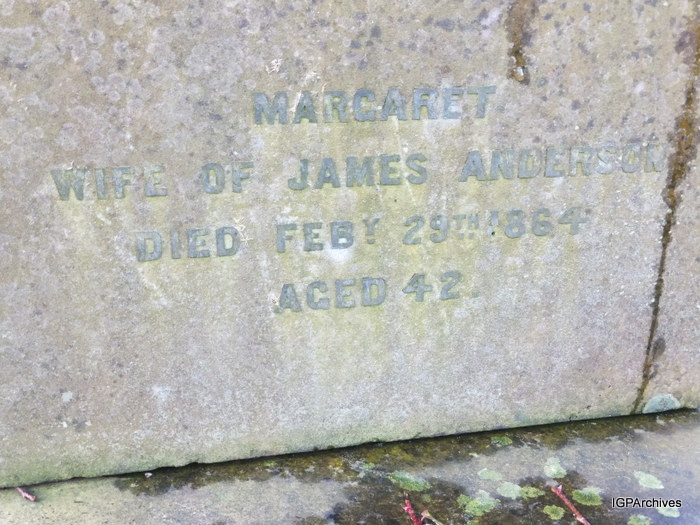 MARGARET
WIFE OF JAMES ANDERSON
DIED FEBY 29TH 1864
AGED 42.
IGPArchives